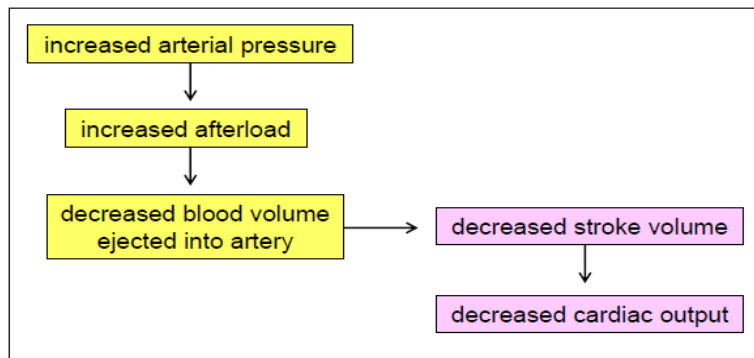 increased arterial pressure
increased afterload
decreased blood volume
ejected into artery
decreased stroke volume
decreased cardiac output